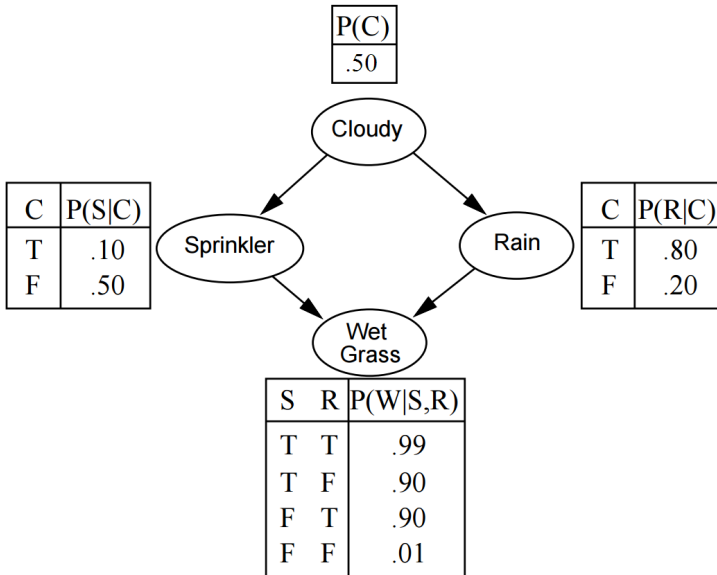 P(C)
.50
Cloudy
C P(S|C)
T .10
F .50
Sprinkler
Rain
C P(R|C)
T .80
F .20
Wet
Grass
S R P(W|S,R)
T T .99
T F .90
F T .90
F F .01